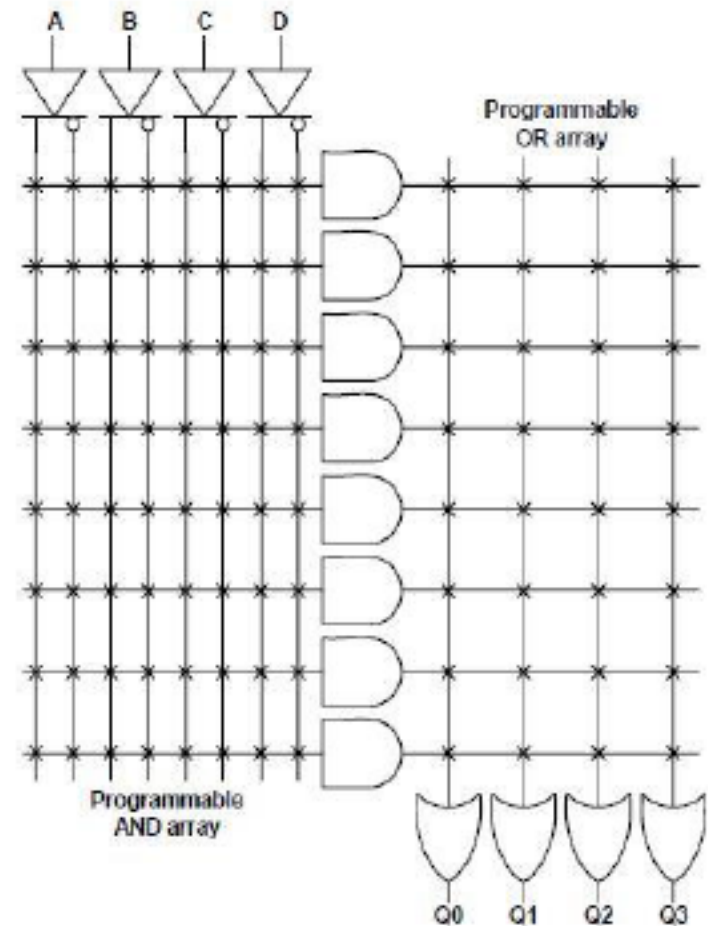 A B C D
Programmable
OR array
Programmable
AND array
Q0 Q1 Q2 Q3